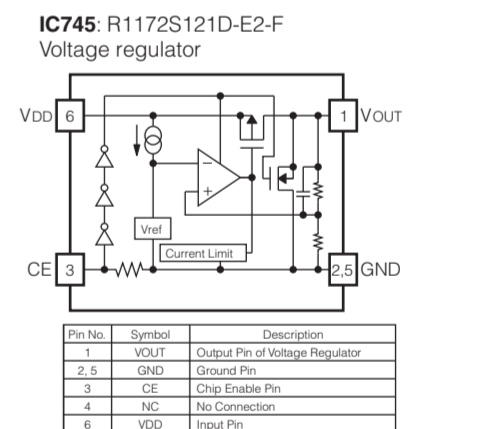 IC745: R1172S121D-E2-F
Voltage regulator
VDD 6 1 VOUT
− +
Vref
Current Limit
CE 3 2,5 GND
Pin No. Symbol Description
1 VOUT Output Pin of Voltage Regulator
2, 5 GND Ground Pin
3 CE Chip Enable Pin
4 NC No Connection
6 VDD Input Pin